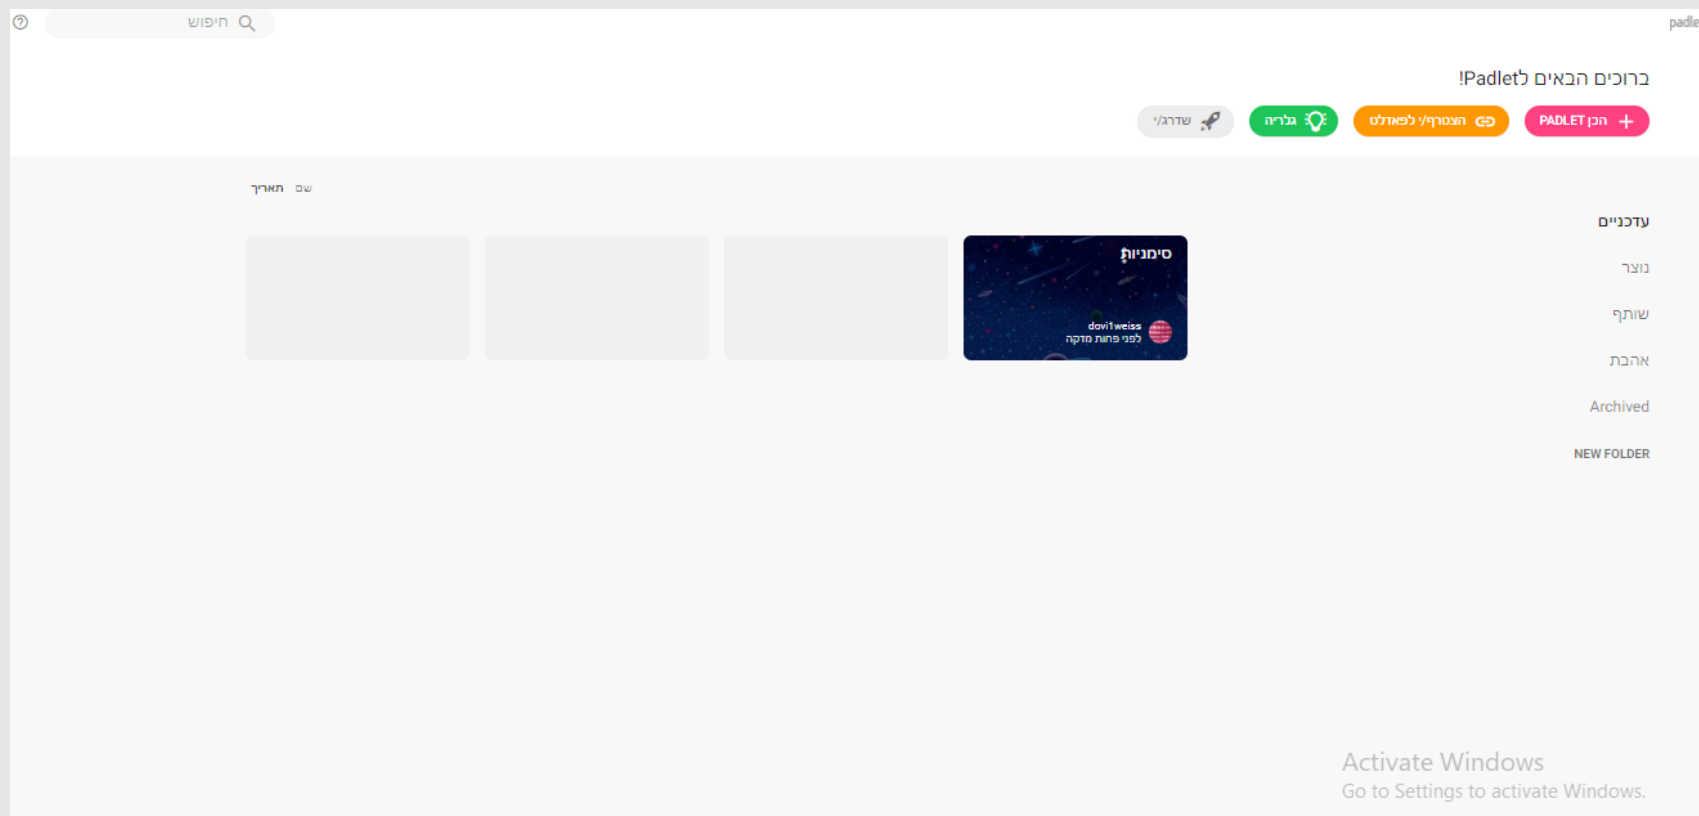 padle
חיפוש
ברוכים הבאים לPadlet!
הכן PADLET
הצטרף/י לפאדלט
גלריה
שדרג/י
שם תאריך
עדכניים
נוצר
שותף
אהבת
Archived
NEW FOLDER
סימניות
dovi1weiss
לפני פחות מדקה
Activate Windows
Go to Settings to activate Windows.